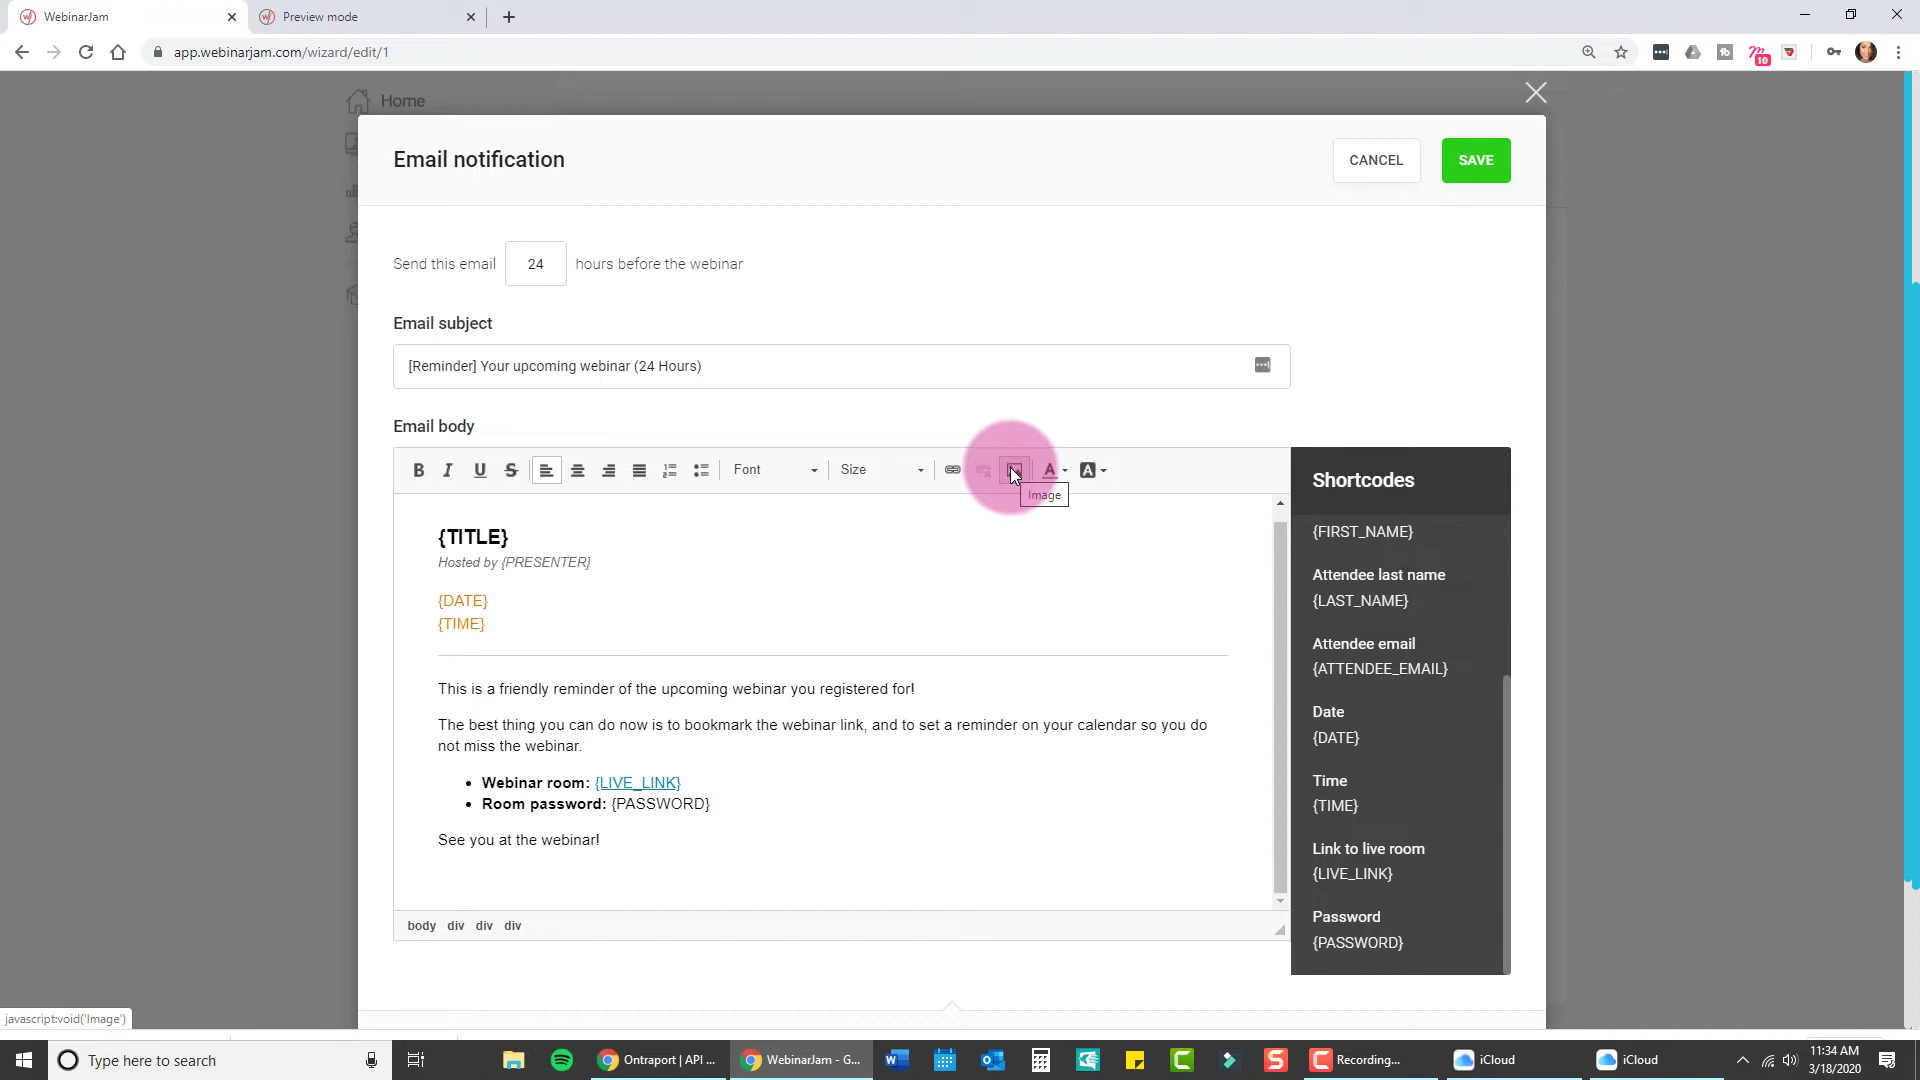 WebinarJam
Preview mode
app.webinarjam.com/wizard/edit/1
10
Home
Email notification
CANCEL
SAVE
Send this email 24 hours before the webinar
Email subject
[Reminder] Your upcoming webinar (24 Hours)
Email body
B I U S
Font
Size
A
A
Image
Shortcodes
{TITLE}
Hosted by {PRESENTER}
{DATE}
{TIME}
This is a friendly reminder of the upcoming webinar you registered for!
The best thing you can do now is to bookmark the webinar link, and to set a reminder on your calendar so you do
not miss the webinar.
• Webinar room: {LIVE_LINK}
• Room password: {PASSWORD}
See you at the webinar!
body div div div
{FIRST_NAME}
Attendee last name
{LAST_NAME}
Attendee email
{ATTENDEE_EMAIL}
Date
{DATE}
Time
{TIME}
Link to live room
{LIVE_LINK}
Password
{PASSWORD}
javascript:void('Image')
Type here to search
Ontraport | API ...
WebinarJam - G...
Recording...
iCloud
iCloud
11:34 AM
3/18/2020